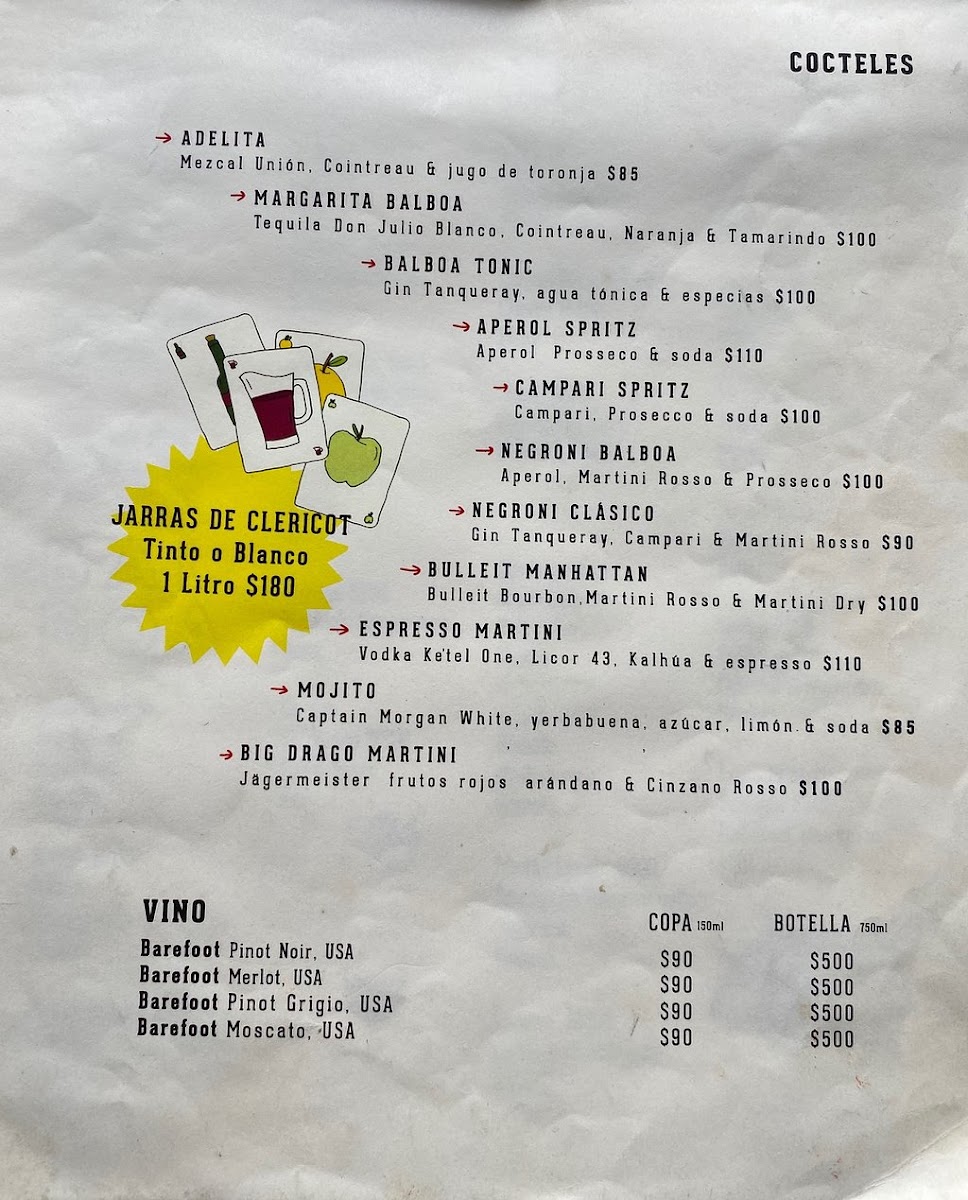 COCTELES
→ ADELITA
Mezcal Unión, Cointreau & jugo de toronja $85
→ MARGARITA BALBOA
Tequila Don Julio Blanco, Cointreau, Naranja & Tamarindo $100
→ BALBOA TONIC
Gin Tanqueray, agua tónica & especias $100
→ APEROL SPRITZ
Aperol Prosseco & soda $110
→ CAMPARI SPRITZ
Campari, Prosecco & soda $100
→ NEGRONI BALBOA
Aperol, Martini Rosso & Prosseco $100
→ NEGRONI CLÁSICO
Gin Tanqueray, Campari & Martini Rosso $90
→ BULLEIT MANHATTAN
Bulleit Bourbon,Martini Rosso & Martini Dry $100
→ ESPRESSO MARTINI
Vodka Ke'tel One, Licor 43, Kalhúa & espresso $110
→ MOJITO
Captain Morgan White, yerbabuena, azúcar, limón & soda $85
→ BIG DRAGO MARTINI
Jägermeister frutos rojos arándano & Cinzano Rosso $100
JARRAS DE CLERICOT
Tinto o Blanco
1 Litro $180
VINO COPA 150ml BOTELLA 750ml
Barefoot Pinot Noir, USA $90 $500
Barefoot Merlot, USA $90 $500
Barefoot Pinot Grigio, USA $90 $500
Barefoot Moscato, USA $90 $500